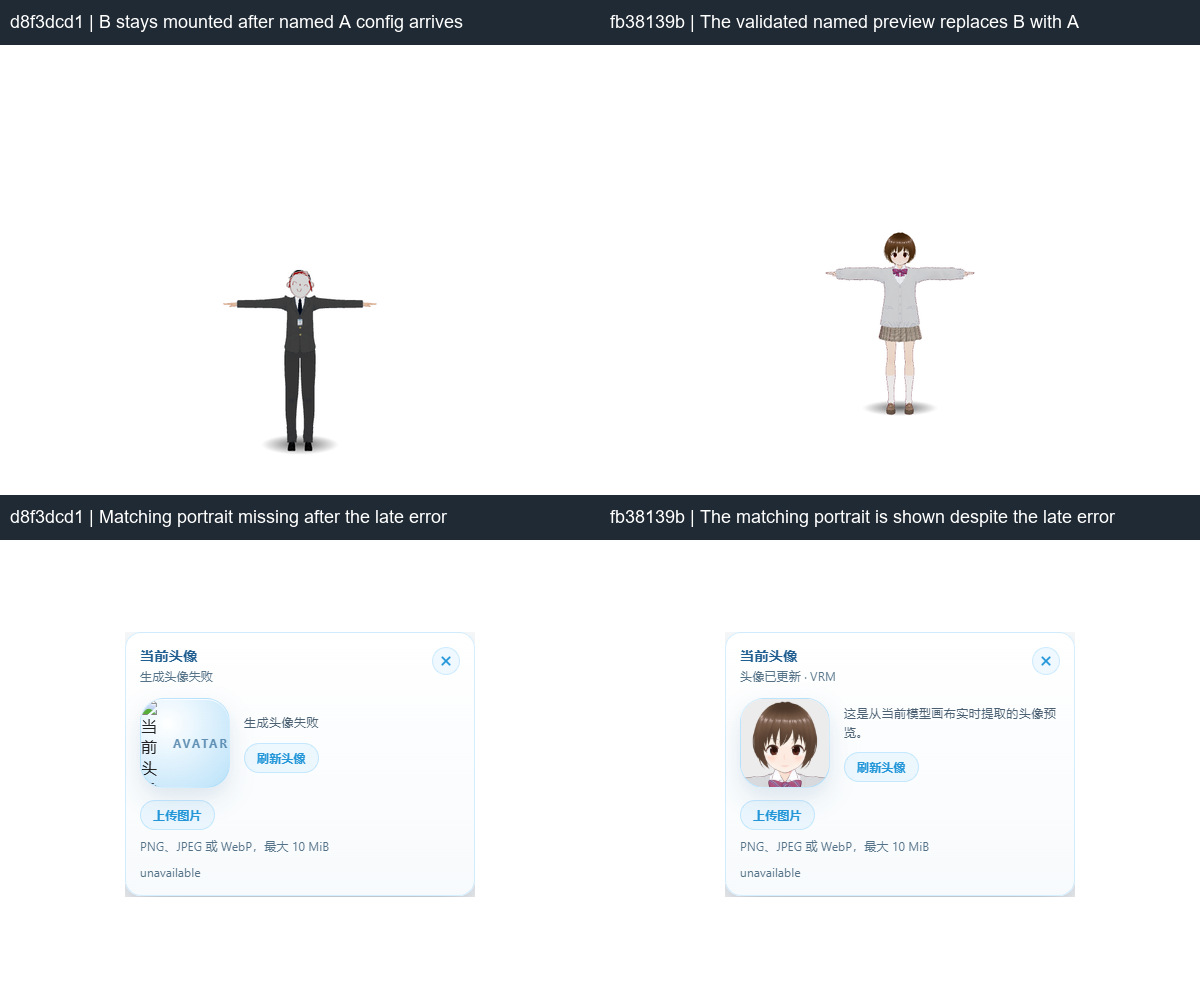 d8f3dcd1 | B stays mounted after named A config arrives
fb38139b | The validated named preview replaces B with A
d8f3dcd1 | Matching portrait missing after the late error
fb38139b | The matching portrait is shown despite the late error
当前头像
生成头像失败
当
前
头
AVATAR
生成头像失败
刷新头像
上传图片
PNG、JPEG 或 WebP，最大 10 MiB
unavailable
当前头像
头像已更新 · VRM
这是从当前模型画布实时提取的头像预
览。
刷新头像
上传图片
PNG、JPEG 或 WebP，最大 10 MiB
unavailable